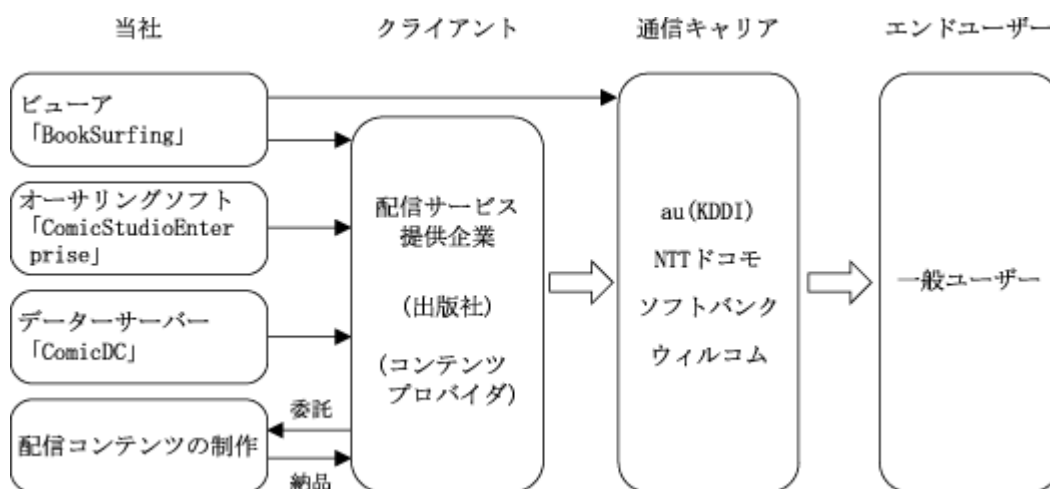 当社
クライアント
通信キャリア
エンドユーザー
ビューア
「BookSurfing」
オーサリングソフト
「ComicStudioEnter
prise」
データーサーバー
「ComicDC」
配信コンテンツの制作
委託
納品
配信サービス
提供企業
(出版社)
(コンテンツ
プロバイダ)
au(KDDI)
NTTドコモ
ソフトバンク
ウィルコム
一般ユーザー